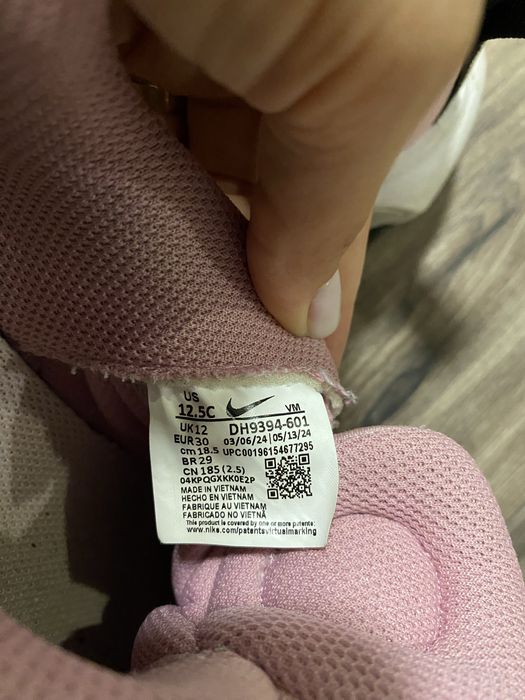 US
12.5C VM
UK12 DH9394-601
EUR30 03/06/24 05/13/24
cm 18.5 UPC00196154677295
BR 29
CN 185 (2.5)
04KPQGXKK0E2P
MADE IN VIETNAM
HECHO EN VIETNAM
FABRIQUE AU VIETNAM
FABRICADO NO VIETNÃ
This product is covered by one or more patents:
www.nike.com/patentsvirtualmarking